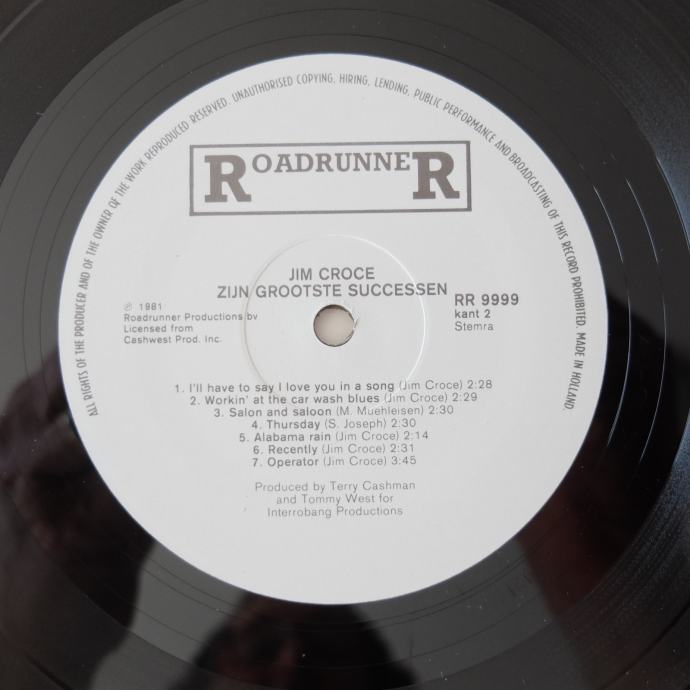 ALL RIGHTS OF THE PRODUCER AND OF THE OWNER OF THE WORK REPRODUCED RESERVED. UNAUTHORISED COPYING, HIRING, LENDING, PUBLIC PERFORMANCE AND BROADCASTING OF THIS RECORD PROHIBITED. MADE IN HOLLAND.
ROADRUNNER
JIM CROCE
ZIJN GROOTSTE SUCCESSEN
℗ 1981
Roadrunner Productions bv
Licensed from
Cashwest Prod. Inc.
RR 9999
kant 2
Stemra
1. I'll have to say I love you in a song (Jim Croce) 2:28
2. Workin' at the car wash blues (Jim Croce) 2:29
3. Salon and saloon (M. Muehleisen) 2:30
4. Thursday (S. Joseph) 2:30
5. Alabama rain (Jim Croce) 2:14
6. Recently (Jim Croce) 2:31
7. Operator (Jim Croce) 3:45
Produced by Terry Cashman
and Tommy West for
Interrobang Productions